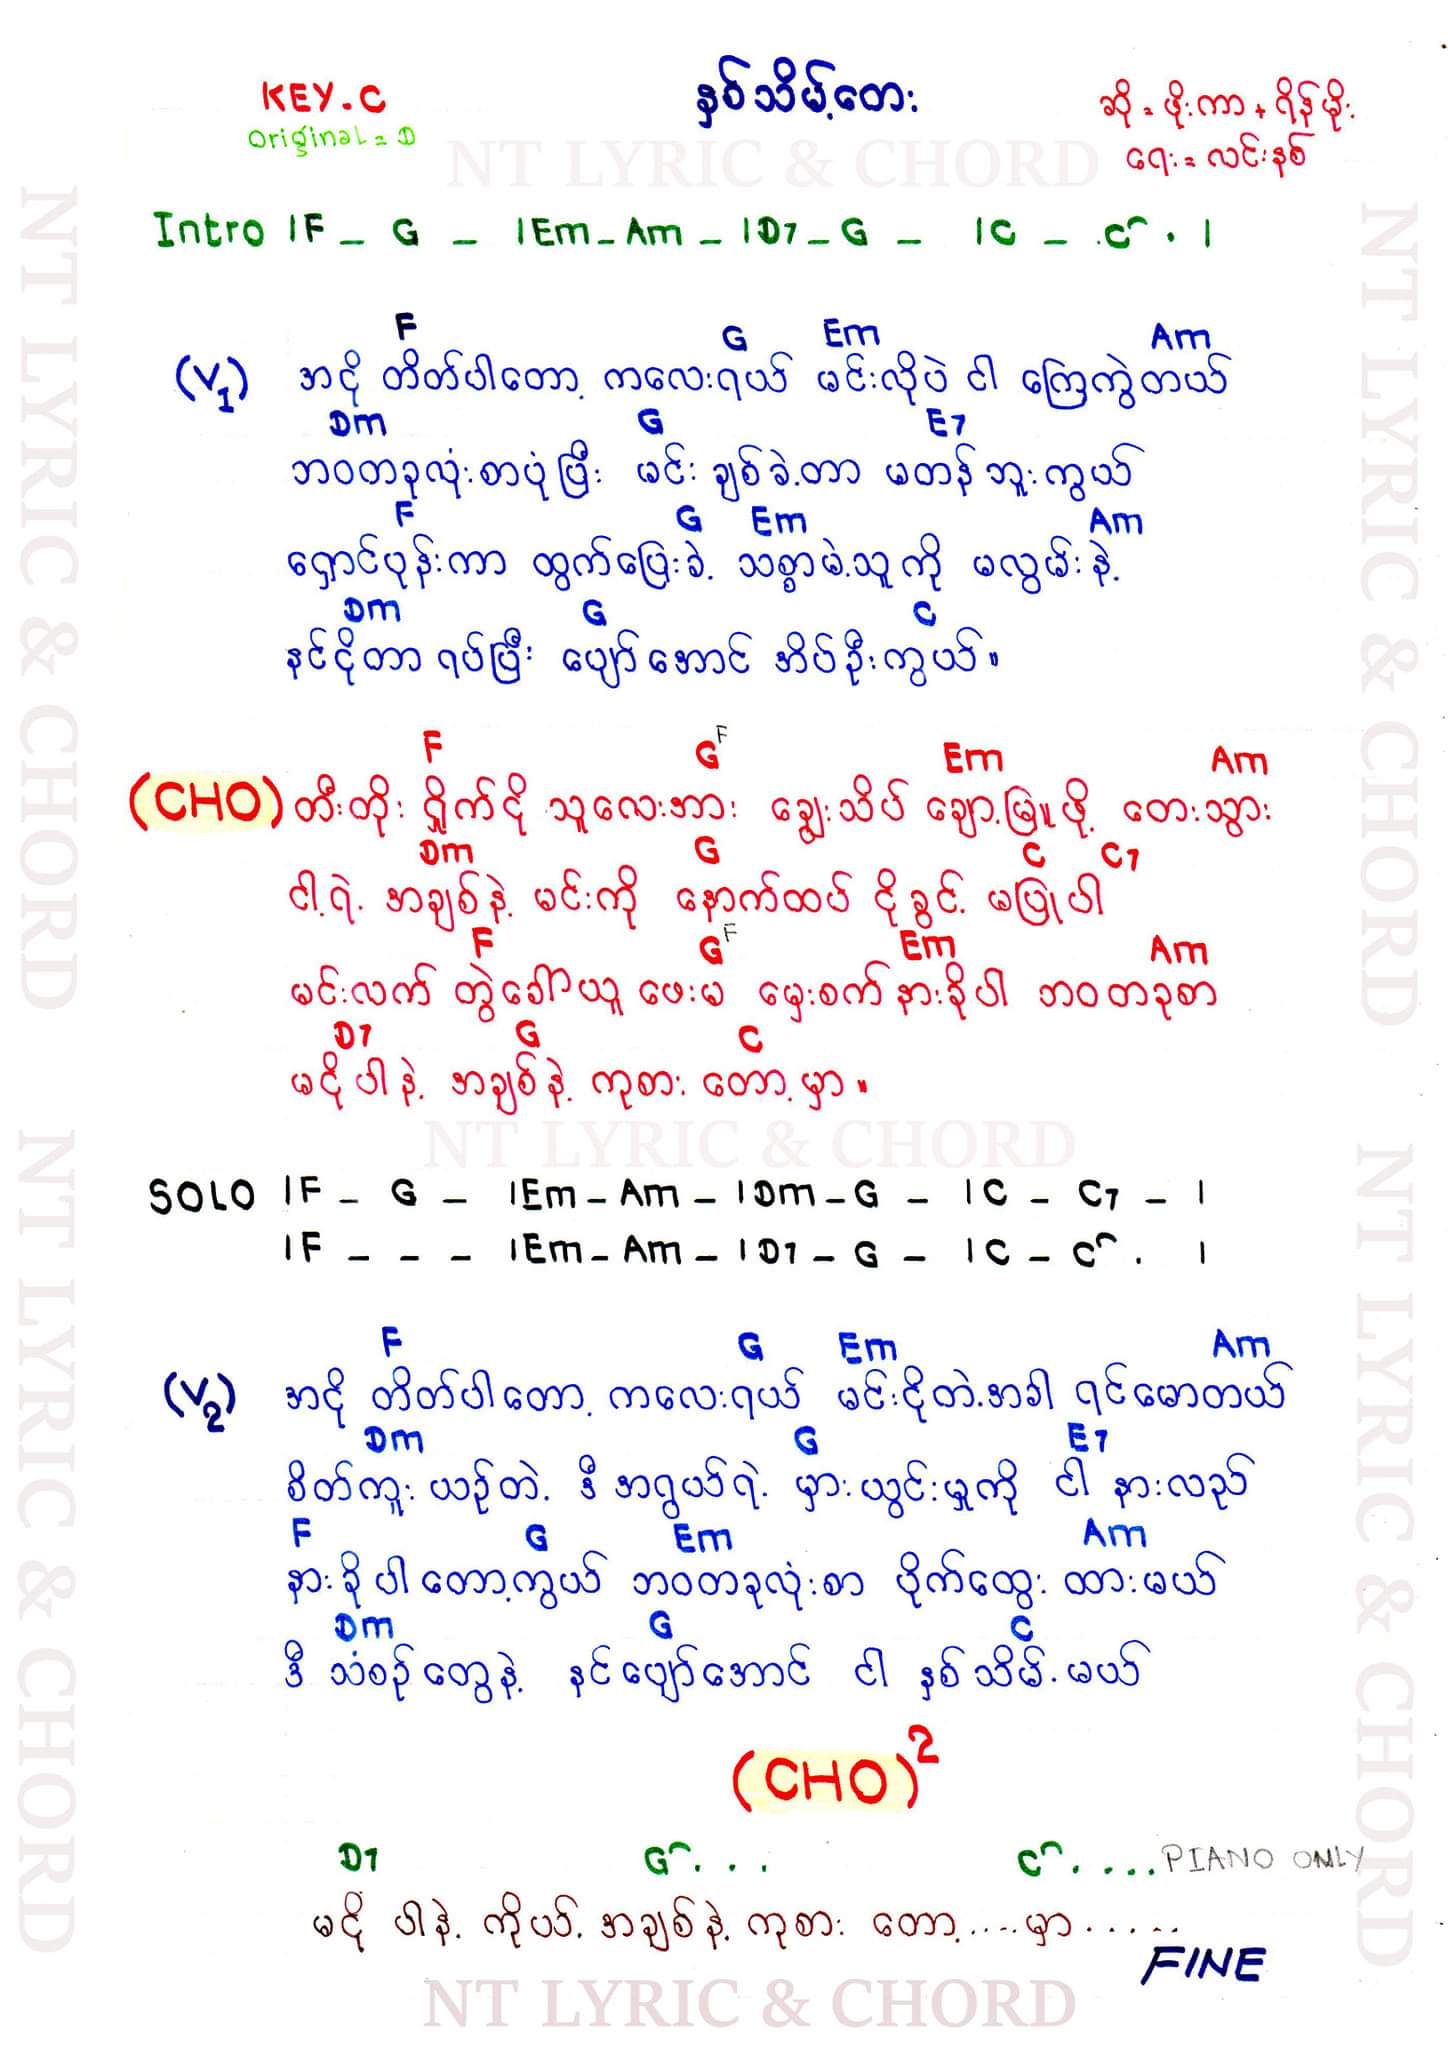 KEY.C
နှစ်သိမ့်တေး
ဆို = ဖိုးကာ + ရိန်မိုး
Original = D
ရေး = လင်းနစ်
NT LYRIC & CHORD
Intro |F _ G _ |Em _ Am _ |D7 _ G _ |C _ .C⌒ . |
F G Em Am
(V1) အငို တိတ်ပါတော့ ကလေးရယ် မင်းလိုပဲ ငါ ကြေကွဲတယ်
Dm G E7
ဘဝတခုလုံးစာပုံပြီး မင်း ချစ်ခဲ့တာ မတန်ဘူးကွယ်
F G Em Am
ရှောင်ပုန်းကာ ထွက်ပြေးခဲ့ သစ္စာမဲ့သူကို မလွမ်းနဲ့
Dm G C
နင်ငိုတာ ရပ်ပြီး ပျော်အောင် အိပ်ဦးကွယ်။
F G F Em Am
(CHO) တီးတိုး ရှိုက်ငို သူလေးအား ချွေးသိပ် ချော့မြူဖို့ တေးသွား
Dm G C C7
ငါ့ရဲ့ အချစ်နဲ့ မင်းကို နောက်ထပ် ငိုခွင့် မပြုပါ
F G F Em Am
မင်းလက် တွဲခေါ်ယူ ဖေးမ မှေးစက်နားခိုပါ ဘဝတခုစာ
D7 G C
မငိုပါနဲ့ အချစ်နဲ့ ကုစား တော့မှာ။
NT LYRIC & CHORD
SOLO |F _ G _ |Em _ Am _ |Dm _ G _ |C _ C7 _ |
|F _ _ _ |Em _ Am _ |D7 _ G _ |C _ C⌒ . |
F G Em Am
(V2) အငို တိတ်ပါတော့ ကလေးရယ် မင်းငိုတဲ့အခါ ရင်မောတယ်
Dm G E7
စိတ်ကူးယဉ်တဲ့ ဒီအရွယ်ရဲ့ မှားယွင်းမှုကို ငါ နားလည်
F G Em Am
နားခိုပါတော့ကွယ် ဘဝတခုလုံးစာ ပိုက်ထွေး ထားမယ်
Dm G C
ဒီ သံစဉ်တွေနဲ့ နင်ပျော်အောင် ငါ နှစ်သိမ့်မယ်
(CHO)2
D7 G⌒. . . C⌒. . . . PIANO ONLY
မငို ပါနဲ့ ကိုယ့် အချစ်နဲ့ ကုစား တော့....မှာ.....
FINE
NT LYRIC & CHORD
NT LYRIC & CHORD
NT LYRIC & CHORD
NT LYRIC & CHORD
NT LYRIC & CHORD